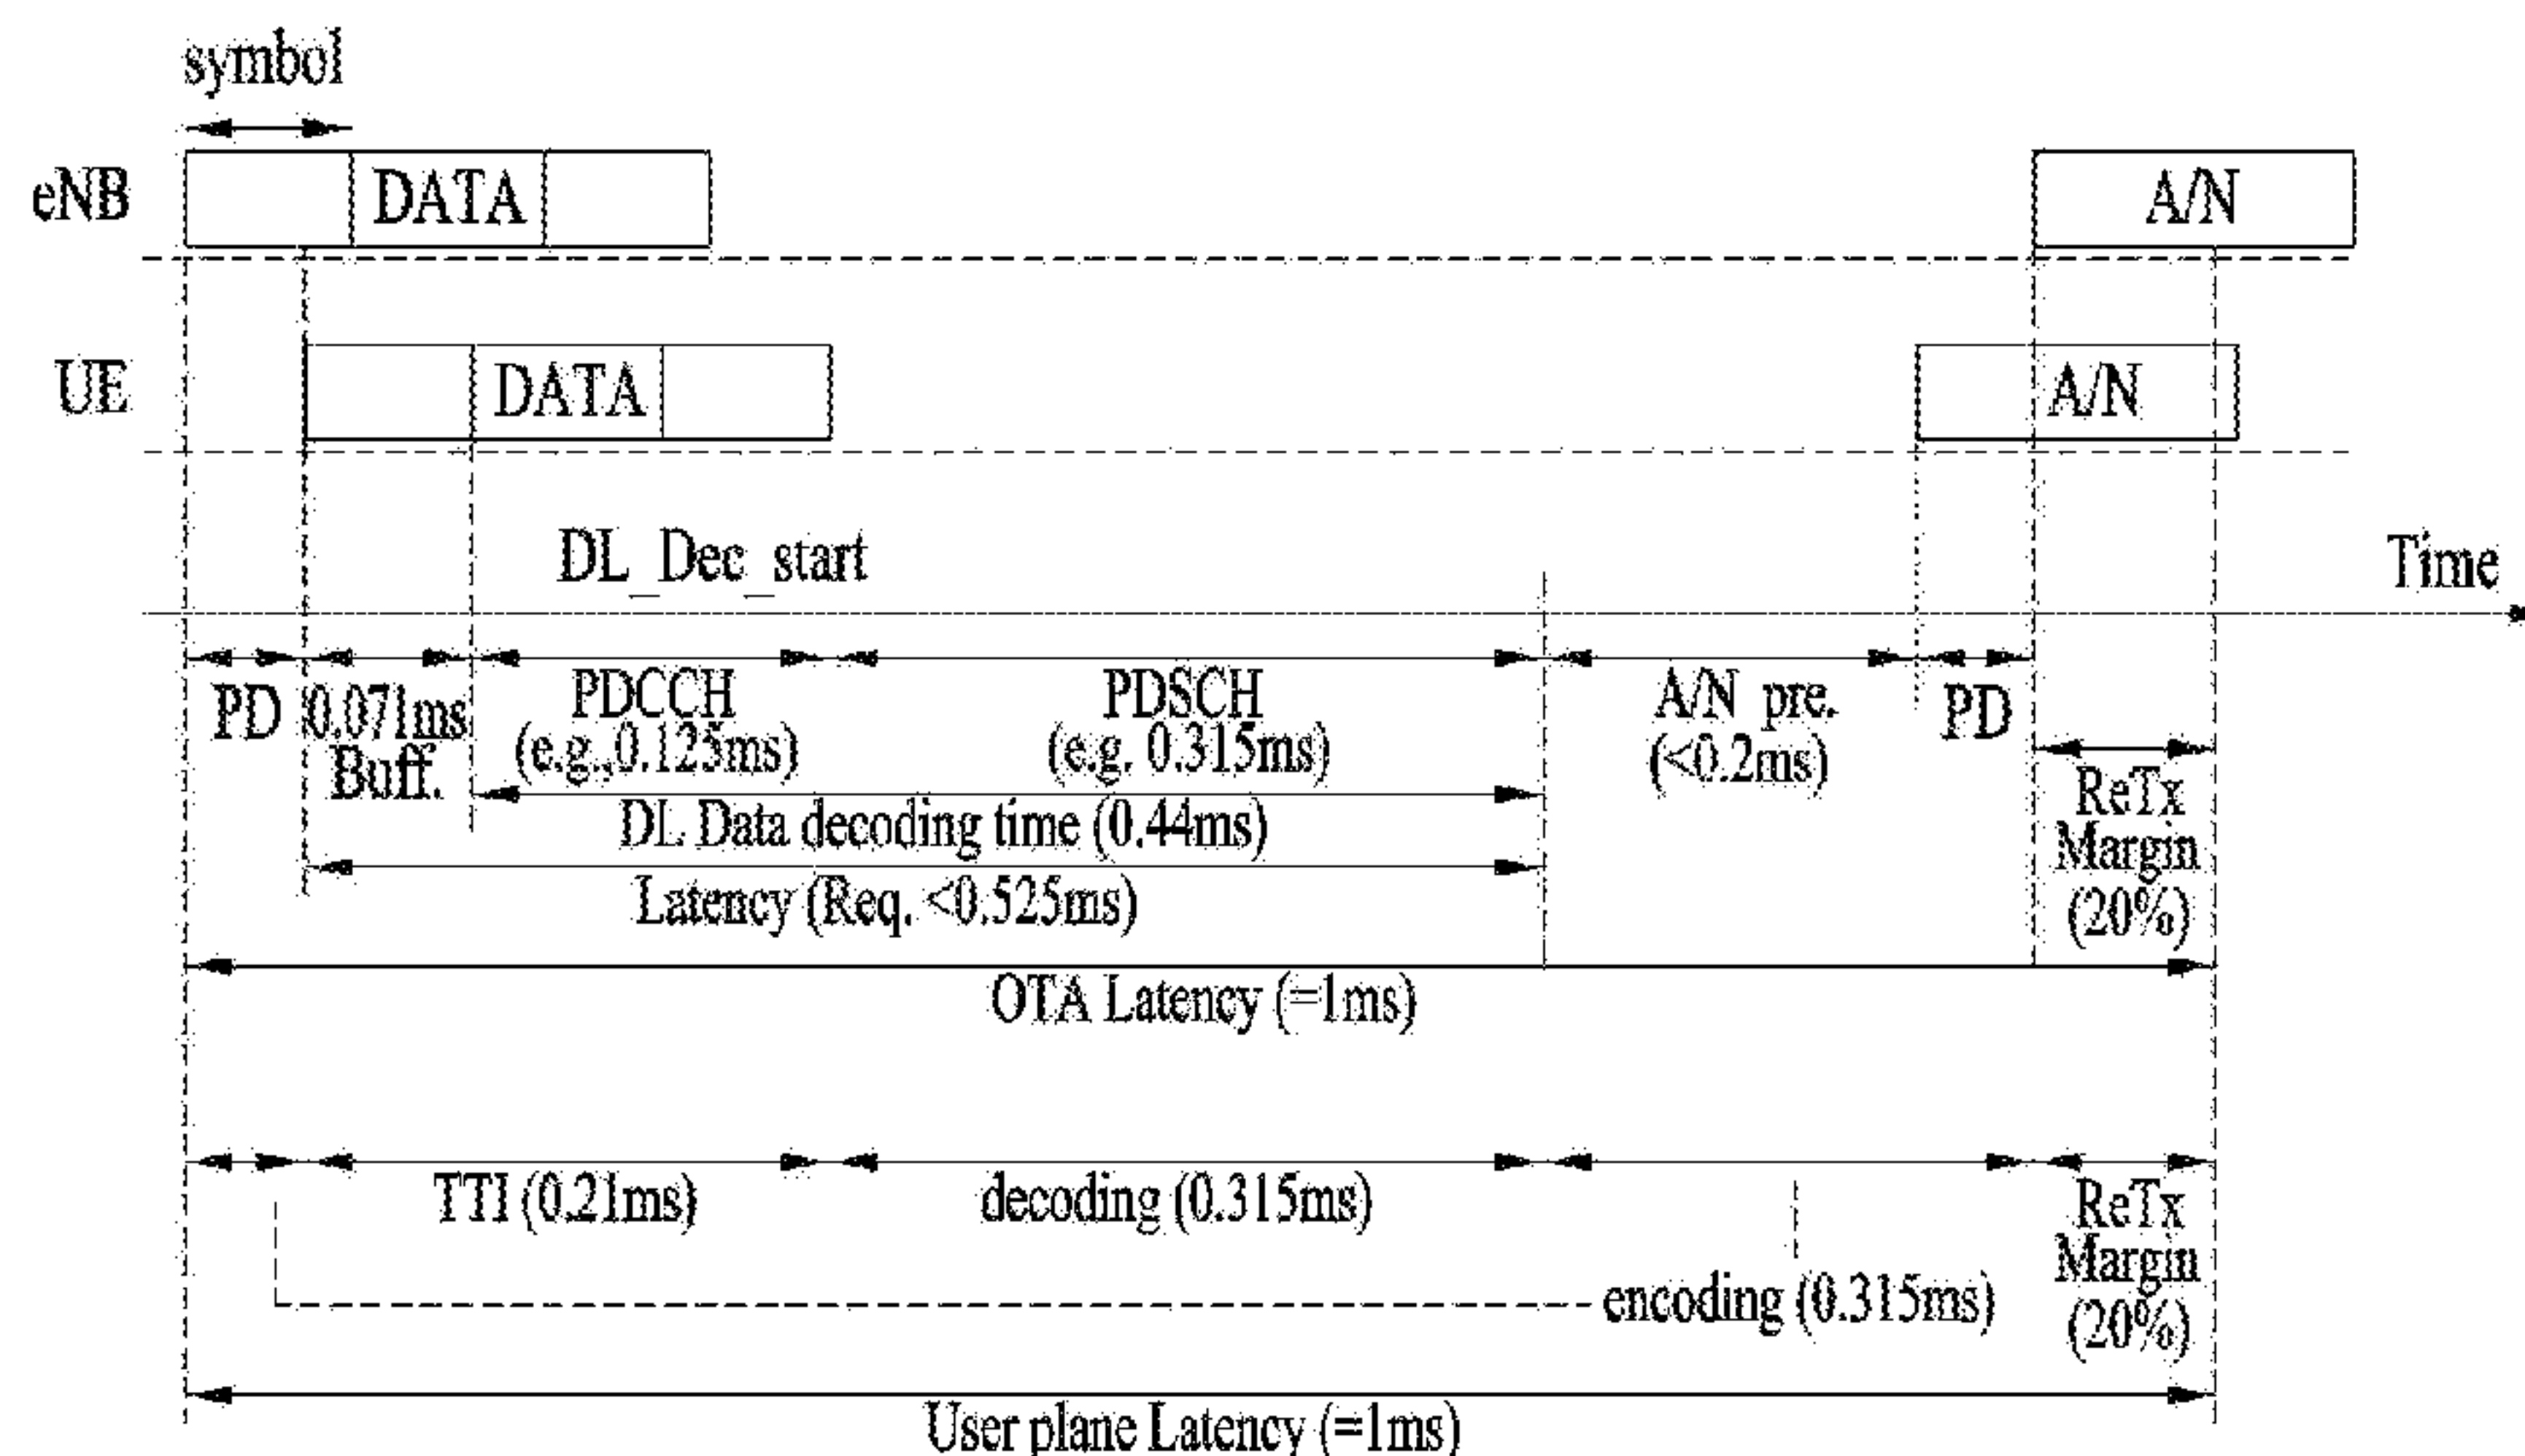 symbol
eNB
DATA
A/N
UE
DATA
A/N
DL_Dec_start
Time
PD
0.071ms
Buff.
PDCCH
(e.g.,0.125ms)
PDSCH
(e.g. 0.315ms)
A/N pre.
(<0.2ms)
PD
ReTx
Margin
(20%)
DL Data decoding time (0.44ms)
Latency (Req. <0.525ms)
OTA Latency (=1ms)
TTI (0.21ms)
decoding (0.315ms)
ReTx
Margin
(20%)
encoding (0.315ms)
User plane Latency (=1ms)